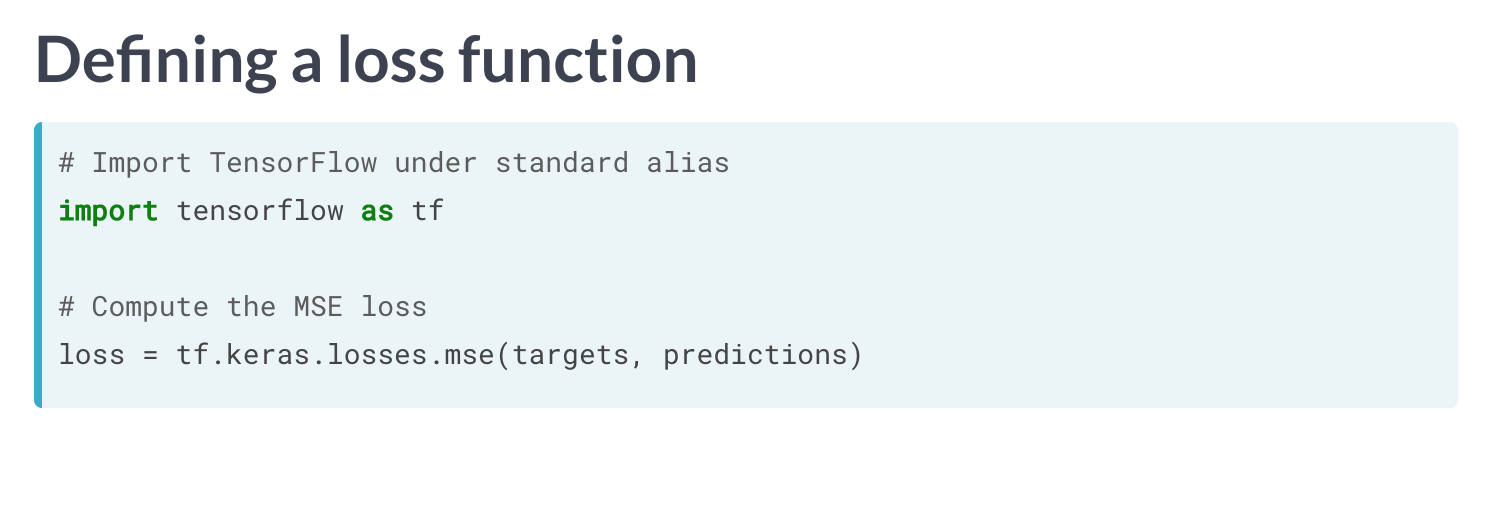 Defining a loss function
# Import TensorFlow under standard alias
import tensorflow as tf
# Compute the MSE loss
loss = tf.keras.losses.mse(targets, predictions)